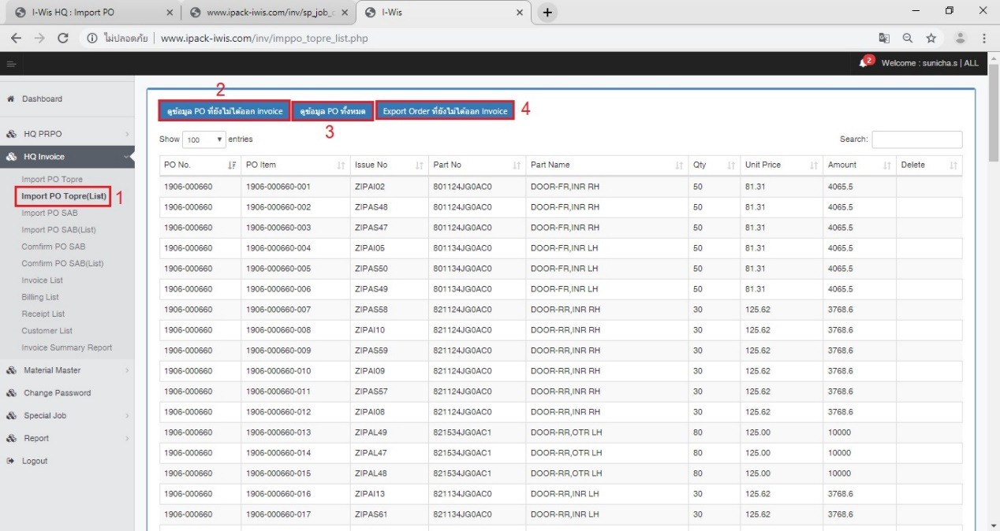 I-Wis HQ : Import PO
www.ipack-iwis.com/inv/sp_job_c
I-Wis
ไม่ปลอดภัย | www.ipack-iwis.com/inv/imppo_topre_list.php
2 Welcome : sunicha.s | ALL
Dashboard
HQ PRPO
HQ Invoice
Import PO Topre
Import PO Topre(List) 1
Import PO SAB
Import PO SAB(List)
Comfirm PO SAB
Comfirm PO SAB(List)
Invoice List
Billing List
Receipt List
Customer List
Invoice Summary Report
Material Master
Change Password
Special Job
Report
Logout
2
ดูข้อมูล PO ที่ยังไม่ได้ออก invoice ดูข้อมูล PO ทั้งหมด Export Order ที่ยังไม่ได้ออก Invoice 4
3
Show 100 entries Search:
PO No. PO Item Issue No Part No Part Name Qty Unit Price Amount Delete
1906-000660 1906-000660-001 ZIPAI02 801124JG0AC0 DOOR-FR,INR RH 50 81.31 4065.5
1906-000660 1906-000660-002 ZIPAS48 801124JG0AC0 DOOR-FR,INR RH 50 81.31 4065.5
1906-000660 1906-000660-003 ZIPAS47 801124JG0AC0 DOOR-FR,INR RH 50 81.31 4065.5
1906-000660 1906-000660-004 ZIPAI05 801134JG0AC0 DOOR-FR,INR LH 50 81.31 4065.5
1906-000660 1906-000660-005 ZIPAS50 801134JG0AC0 DOOR-FR,INR LH 50 81.31 4065.5
1906-000660 1906-000660-006 ZIPAS49 801134JG0AC0 DOOR-FR,INR LH 50 81.31 4065.5
1906-000660 1906-000660-007 ZIPAS58 821124JG0AC0 DOOR-RR,INR RH 30 125.62 3768.6
1906-000660 1906-000660-008 ZIPAI10 821124JG0AC0 DOOR-RR,INR RH 30 125.62 3768.6
1906-000660 1906-000660-009 ZIPAS59 821124JG0AC0 DOOR-RR,INR RH 30 125.62 3768.6
1906-000660 1906-000660-010 ZIPAI09 821124JG0AC0 DOOR-RR,INR RH 30 125.62 3768.6
1906-000660 1906-000660-011 ZIPAS57 821124JG0AC0 DOOR-RR,INR RH 30 125.62 3768.6
1906-000660 1906-000660-012 ZIPAI08 821124JG0AC0 DOOR-RR,INR RH 30 125.62 3768.6
1906-000660 1906-000660-013 ZIPAL49 821534JG0AC1 DOOR-RR,OTR LH 80 125.00 10000
1906-000660 1906-000660-014 ZIPAL47 821534JG0AC1 DOOR-RR,OTR LH 80 125.00 10000
1906-000660 1906-000660-015 ZIPAL48 821534JG0AC1 DOOR-RR,OTR LH 80 125.00 10000
1906-000660 1906-000660-016 ZIPAI13 821134JG0AC0 DOOR-RR,INR LH 30 125.62 3768.6
1906-000660 1906-000660-017 ZIPAS61 821134JG0AC0 DOOR-RR,INR LH 30 125.62 3768.6